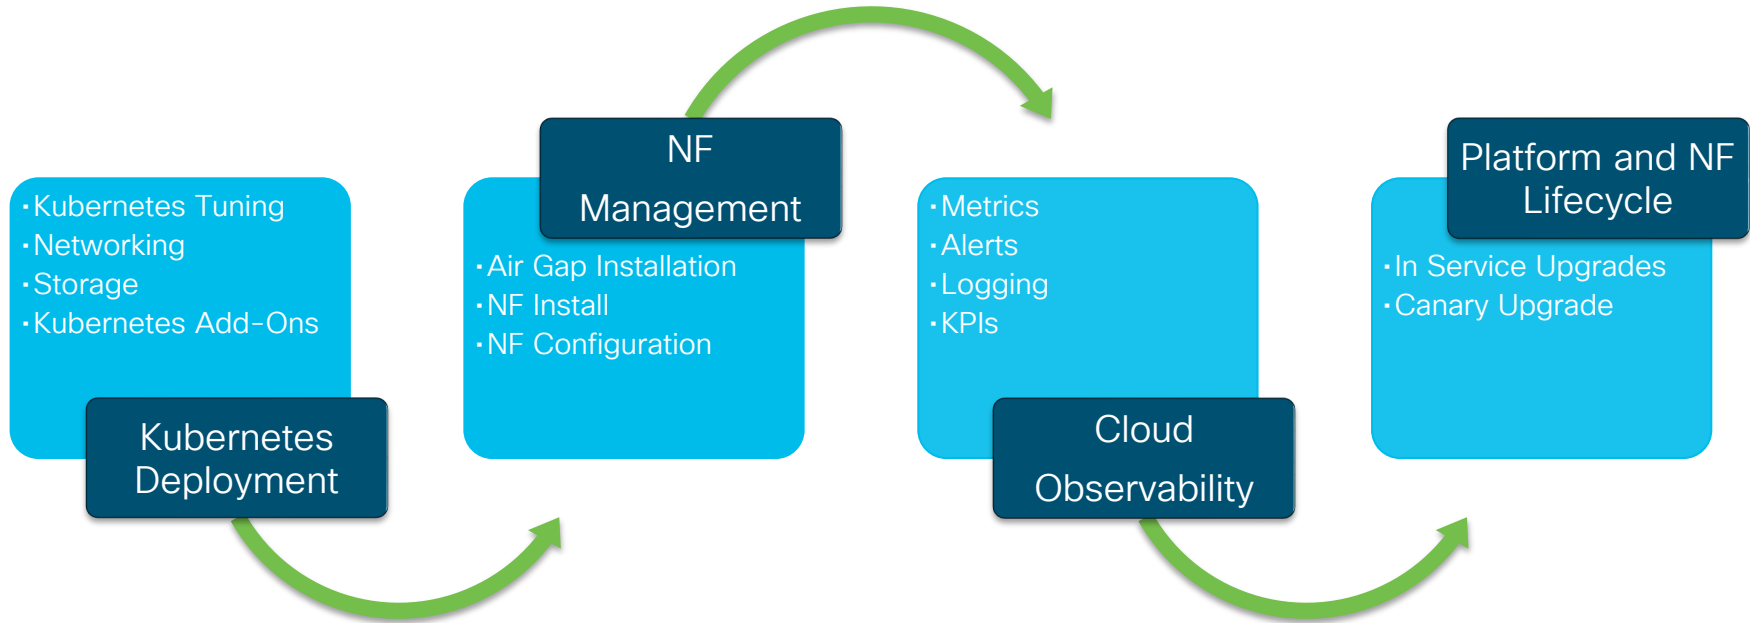 ·Kubernetes Tuning
·Networking
·Storage
·Kubernetes Add-Ons
Kubernetes
Deployment
NF
Management
·Air Gap Installation
·NF Install
·NF Configuration
·Metrics
·Alerts
·Logging
·KPIs
Cloud
Observability
Platform and NF
Lifecycle
·In Service Upgrades
·Canary Upgrade